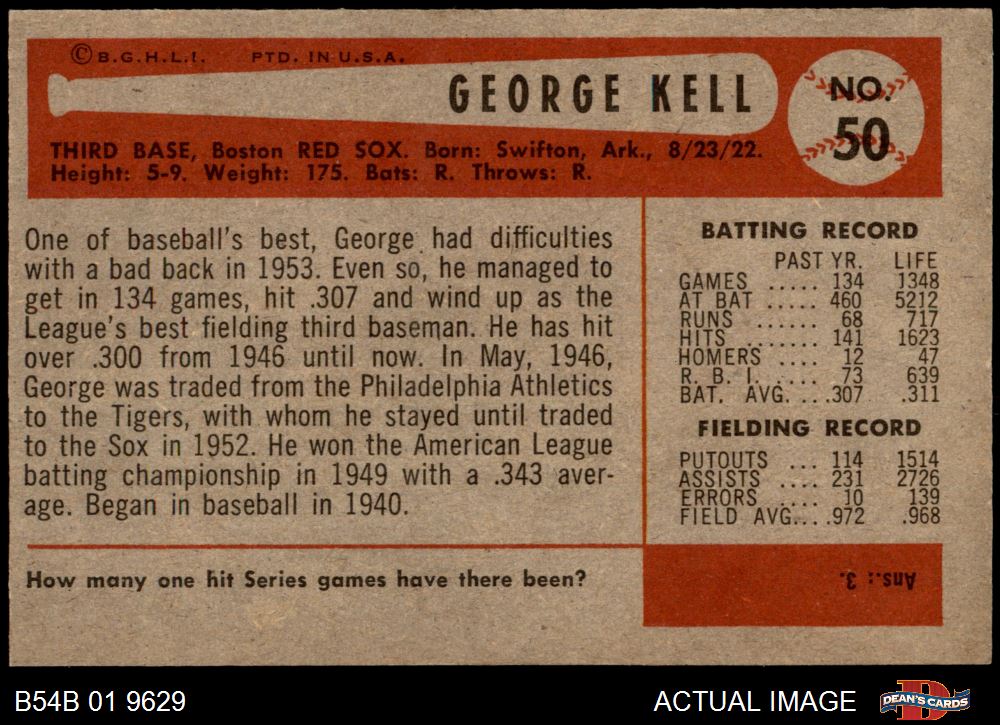 © B.G.H.L.I. PTD. IN U.S.A.
GEORGE KELL
NO.
50
THIRD BASE, Boston RED SOX. Born: Swifton, Ark., 8/23/22.
Height: 5-9. Weight: 175. Bats: R. Throws: R.
One of baseball's best, George had difficulties
with a bad back in 1953. Even so, he managed to
get in 134 games, hit .307 and wind up as the
League's best fielding third baseman. He has hit
over .300 from 1946 until now. In May, 1946,
George was traded from the Philadelphia Athletics
to the Tigers, with whom he stayed until traded
to the Sox in 1952. He won the American League
batting championship in 1949 with a .343 aver-
age. Began in baseball in 1940.
BATTING RECORD
PAST YR. LIFE
GAMES ..... 134 1348
AT BAT ..... 460 5212
RUNS ...... 68 717
HITS ....... 141 1623
HOMERS .... 12 47
R. B. I. .... 73 639
BAT. AVG. ...307 .311
FIELDING RECORD
PUTOUTS ... 114 1514
ASSISTS .... 231 2726
ERRORS .... 10 139
FIELD AVG....972 .968
How many one hit Series games have there been?
Ans.: 3.
B54B 01 9629
ACTUAL IMAGE
DEAN'S CARDS